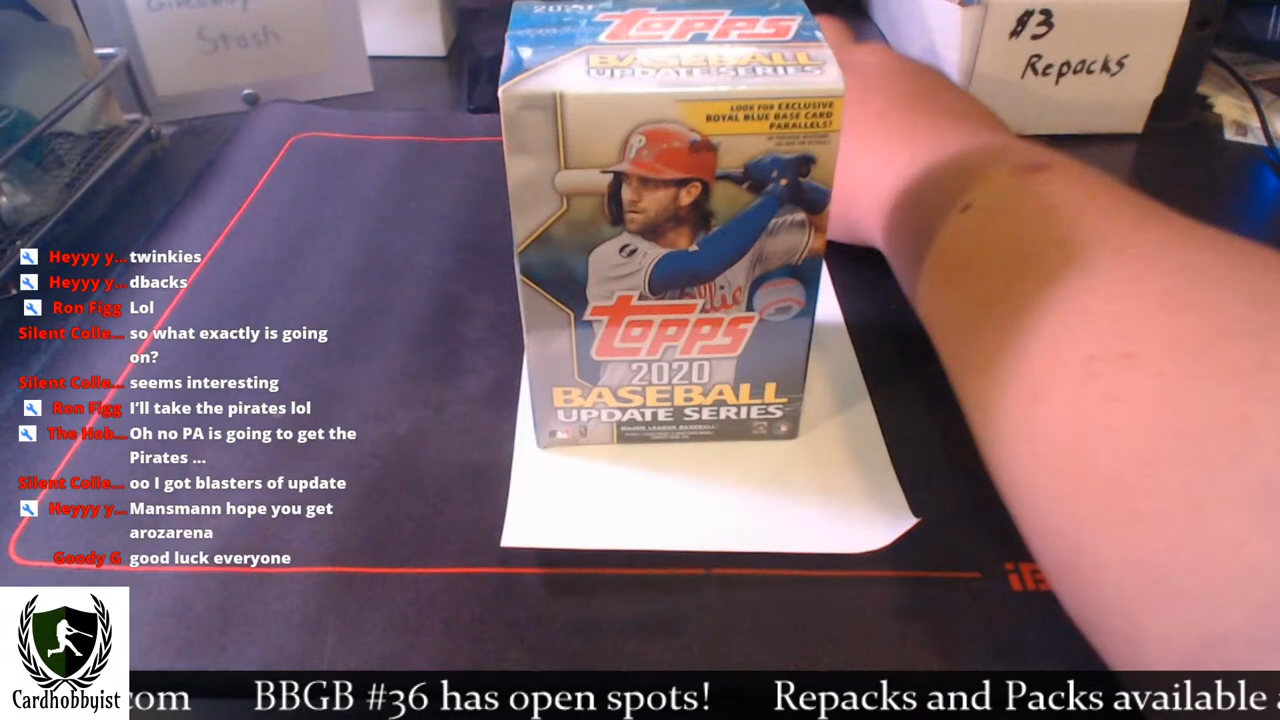 Giveaway
Stash
$3
Repacks
2020
TOPPS
BASEBALL
UPDATE SERIES
LOOK FOR EXCLUSIVE
ROYAL BLUE BASE CARD
PARALLELS!
P
TOPPS
2020
BASEBALL
UPDATE SERIES
MAJOR LEAGUE BASEBALL
Heyyy y... twinkies
Heyyy y... dbacks
Ron Figg Lol
Silent Colle... so what exactly is going
on?
Silent Colle... seems interesting
Ron Figg I'll take the pirates lol
The Hob... Oh no PA is going to get the
Pirates ...
Silent Colle... oo I got blasters of update
Heyyy y... Mansmann hope you get
arozarena
Goody G good luck everyone
Cardhobbyist
.com BBGB #36 has open spots! Repacks and Packs available